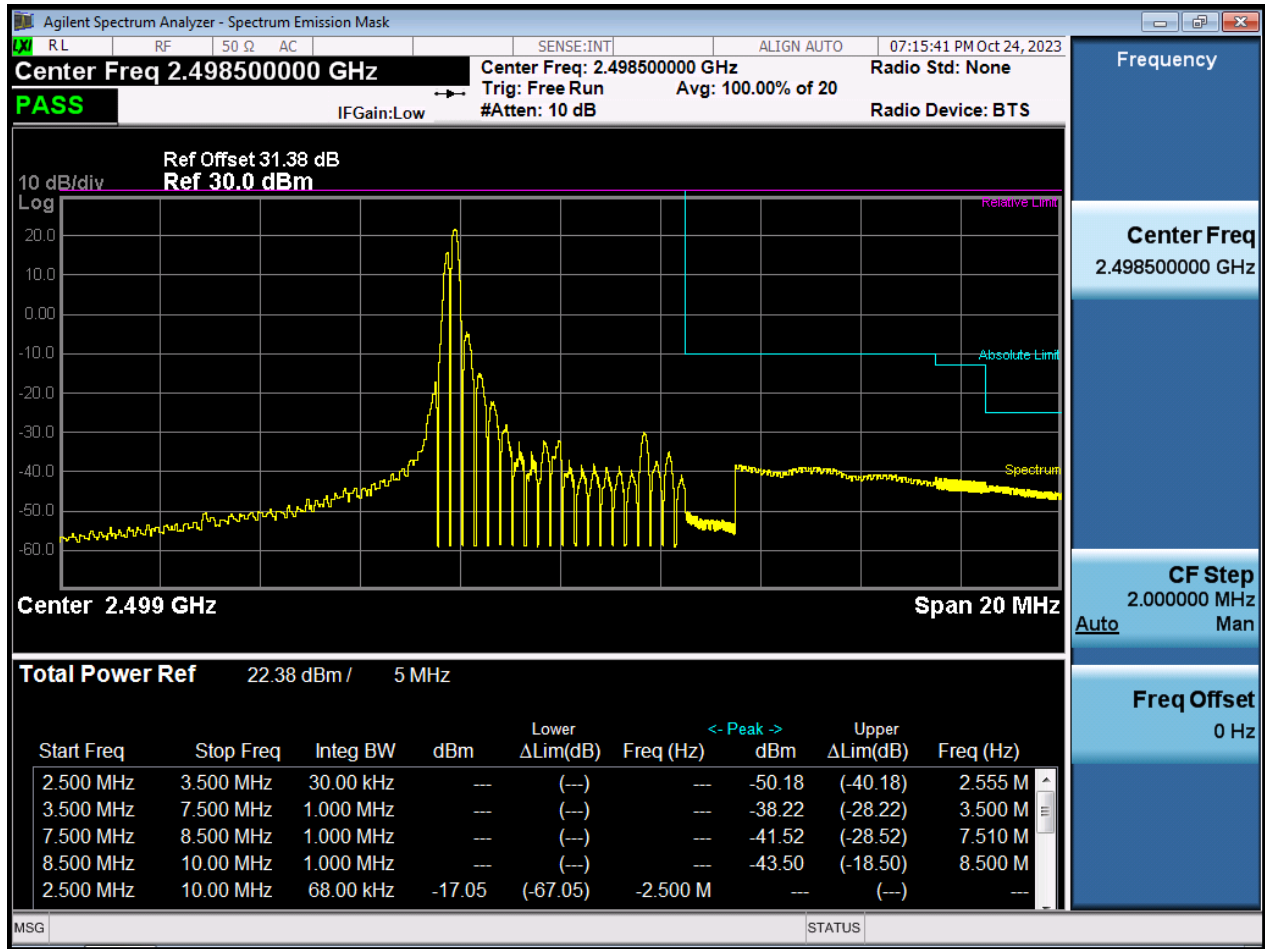 Agilent Spectrum Analyzer - Spectrum Emission Mask
LXI RL RF 50 Ω AC SENSE:INT ALIGN AUTO 07:15:41 PM Oct 24, 2023
Center Freq 2.498500000 GHz
Center Freq: 2.498500000 GHz Radio Std: None
PASS
Trig: Free Run Avg: 100.00% of 20
IFGain:Low #Atten: 10 dB Radio Device: BTS
Ref Offset 31.38 dB
10 dB/div Ref 30.0 dBm
Log
Relative Limit
20.0
10.0
0.00
-10.0
Absolute Limit
-20.0
-30.0
-40.0
Spectrum
-50.0
-60.0
Center 2.499 GHz Span 20 MHz
Total Power Ref 22.38 dBm / 5 MHz
Lower <- Peak -> Upper
Start Freq Stop Freq Integ BW dBm ΔLim(dB) Freq (Hz) dBm ΔLim(dB) Freq (Hz)
2.500 MHz 3.500 MHz 30.00 kHz --- (---) --- -50.18 (-40.18) 2.555 M
3.500 MHz 7.500 MHz 1.000 MHz --- (---) --- -38.22 (-28.22) 3.500 M
7.500 MHz 8.500 MHz 1.000 MHz --- (---) --- -41.52 (-28.52) 7.510 M
8.500 MHz 10.00 MHz 1.000 MHz --- (---) --- -43.50 (-18.50) 8.500 M
2.500 MHz 10.00 MHz 68.00 kHz -17.05 (-67.05) -2.500 M --- (---) ---
MSG STATUS
Frequency
Center Freq
2.498500000 GHz
CF Step
2.000000 MHz
Auto Man
Freq Offset
0 Hz